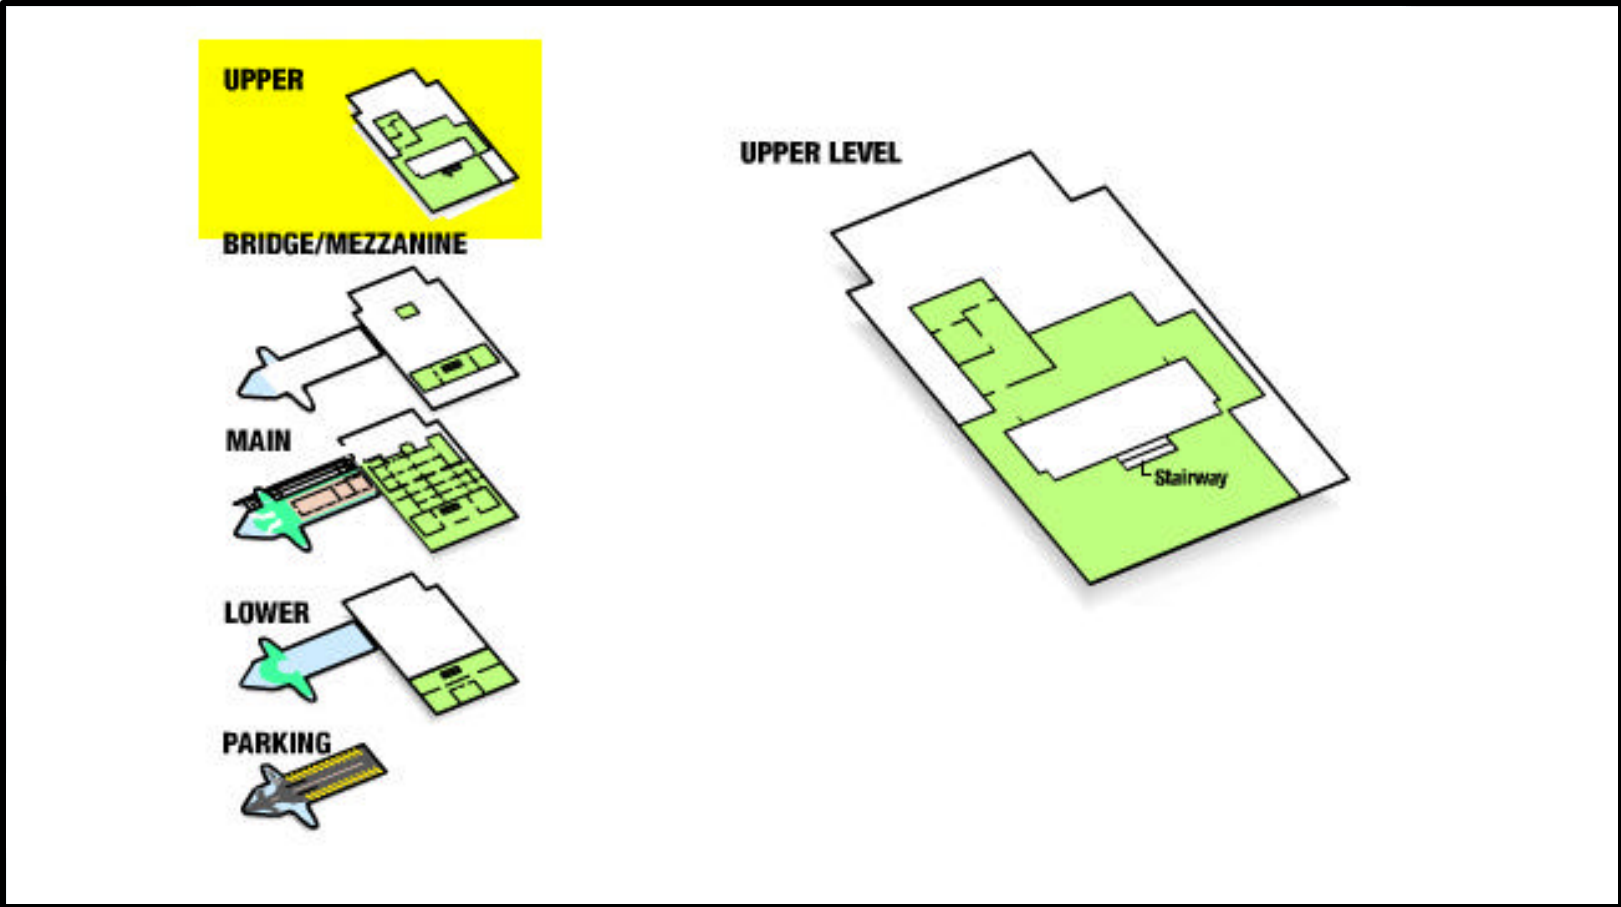 UPPER
BRIDGE/MEZZANINE
MAIN
LOWER
PARKING
UPPER LEVEL
Stairway